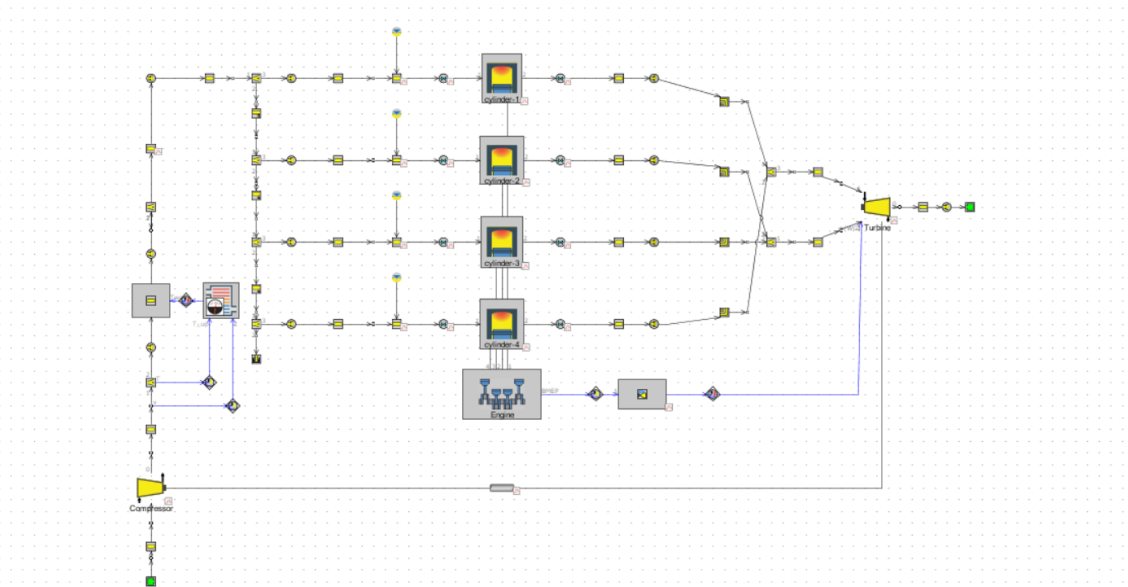 cylinder-1
cylinder-2
cylinder-3
Turbine
cylinder-4
Engine
Compressor